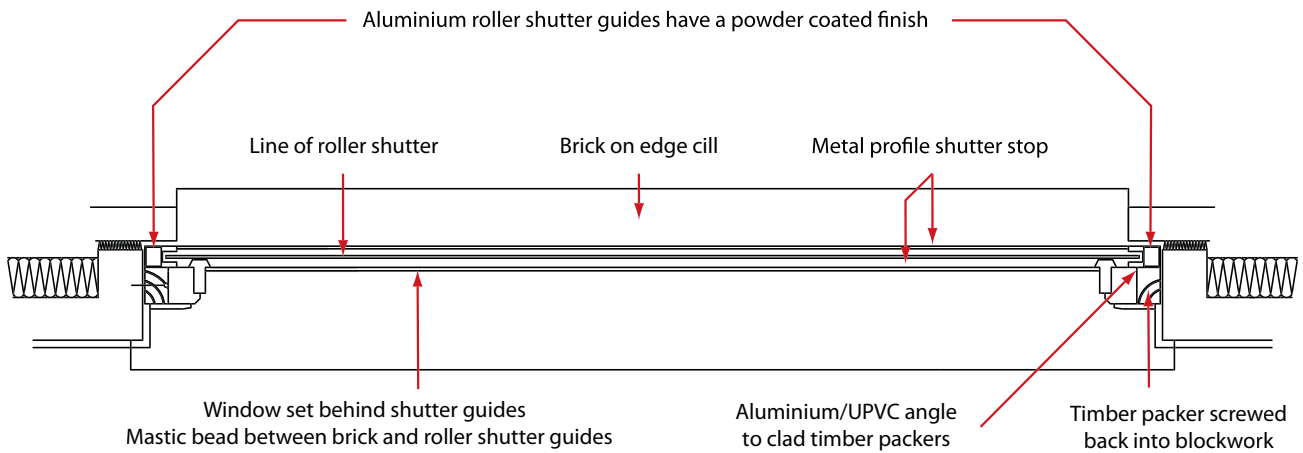 Aluminium roller shutter guides have a powder coated finish
Line of roller shutter
Brick on edge cill
Metal profile shutter stop
Window set behind shutter guides
Mastic bead between brick and roller shutter guides
Aluminium/UPVC angle
to clad timber packers
Timber packer screwed
back into blockwork